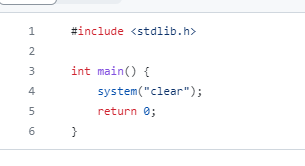 1 #include <stdlib.h>
2
3 int main() {
4     system("clear");
5     return 0;
6 }